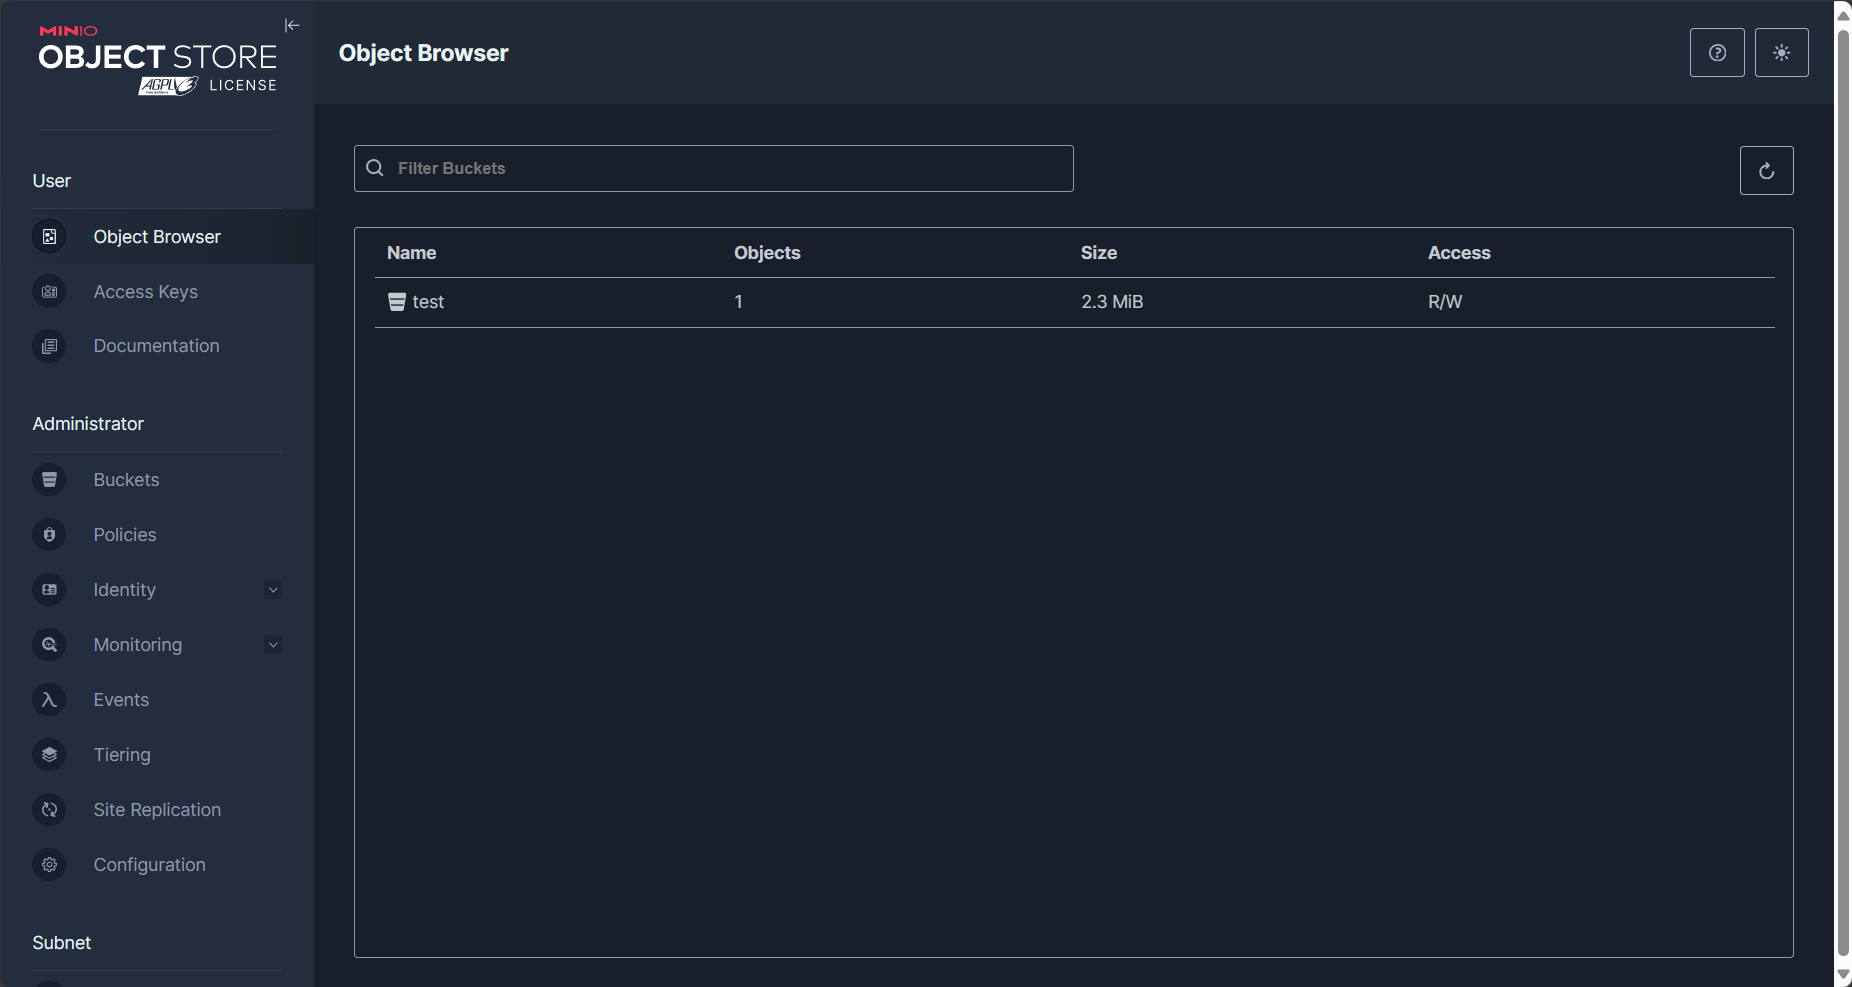 MINIO
OBJECT STORE
AGPL v3 LICENSE
User
Object Browser
Access Keys
Documentation
Administrator
Buckets
Policies
Identity
Monitoring
Events
Tiering
Site Replication
Configuration
Subnet
Object Browser
Filter Buckets
Name Objects Size Access
test 1 2.3 MiB R/W